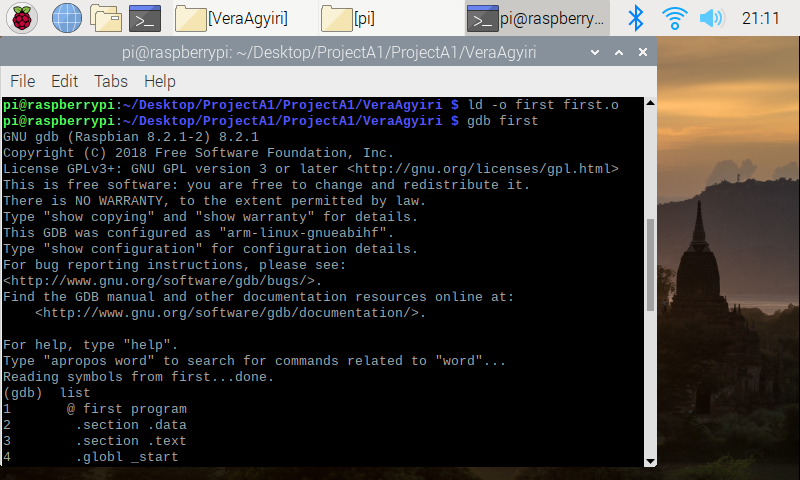 [VeraAgyiri]
[pi]
pi@raspberry...
21:11
pi@raspberrypi: ~/Desktop/ProjectA1/ProjectA1/VeraAgyiri
File Edit Tabs Help
pi@raspberrypi:~/Desktop/ProjectA1/ProjectA1/VeraAgyiri $ ld -o first first.o
pi@raspberrypi:~/Desktop/ProjectA1/ProjectA1/VeraAgyiri $ gdb first
GNU gdb (Raspbian 8.2.1-2) 8.2.1
Copyright (C) 2018 Free Software Foundation, Inc.
License GPLv3+: GNU GPL version 3 or later <http://gnu.org/licenses/gpl.html>
This is free software: you are free to change and redistribute it.
There is NO WARRANTY, to the extent permitted by law.
Type "show copying" and "show warranty" for details.
This GDB was configured as "arm-linux-gnueabihf".
Type "show configuration" for configuration details.
For bug reporting instructions, please see:
<http://www.gnu.org/software/gdb/bugs/>.
Find the GDB manual and other documentation resources online at:
    <http://www.gnu.org/software/gdb/documentation/>.

For help, type "help".
Type "apropos word" to search for commands related to "word"...
Reading symbols from first...done.
(gdb)  list
1       @ first program
2        .section .data
3        .section .text
4        .globl _start